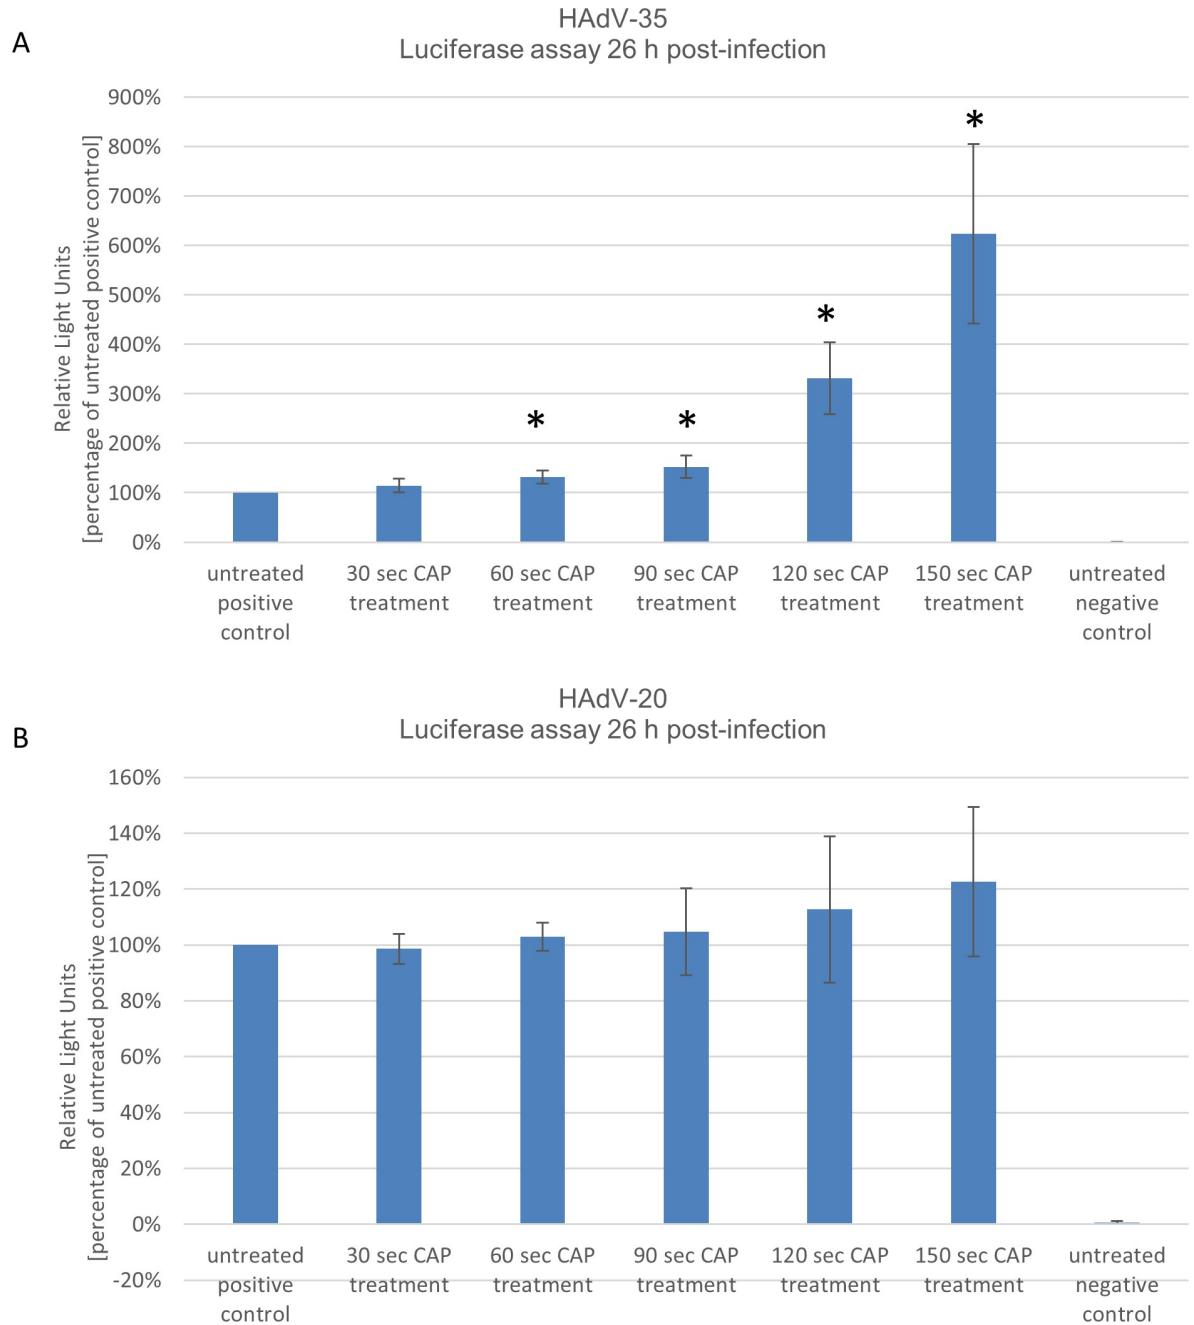 A
HAdV-35
Luciferase assay 26 h post-infection
Relative Light Units
[percentage of untreated positive control]
900%
800%
700%
600%
500%
400%
300%
200%
100%
0%
*
*
*
*
untreated positive control
30 sec CAP treatment
60 sec CAP treatment
90 sec CAP treatment
120 sec CAP treatment
150 sec CAP treatment
untreated negative control
B
HAdV-20
Luciferase assay 26 h post-infection
Relative Light Units
[percentage of untreated positive control]
160%
140%
120%
100%
80%
60%
40%
20%
0%
-20%
untreated positive control
30 sec CAP treatment
60 sec CAP treatment
90 sec CAP treatment
120 sec CAP treatment
150 sec CAP treatment
untreated negative control